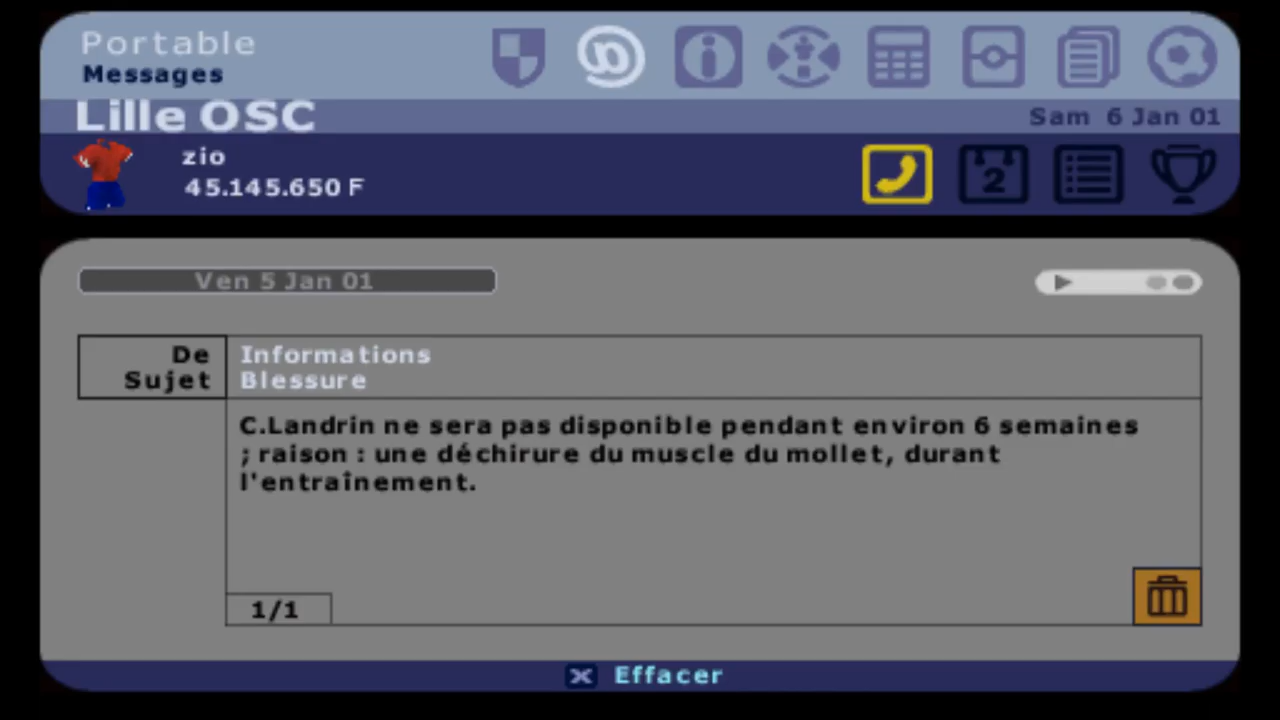 Portable
Messages
Lille OSC
Sam 6 Jan 01
zio
45.145.650 F
2
Ven 5 Jan 01
De Informations
Sujet Blessure
C.Landrin ne sera pas disponible pendant environ 6 semaines
; raison : une déchirure du muscle du mollet, durant
l'entraînement.
1/1
Effacer